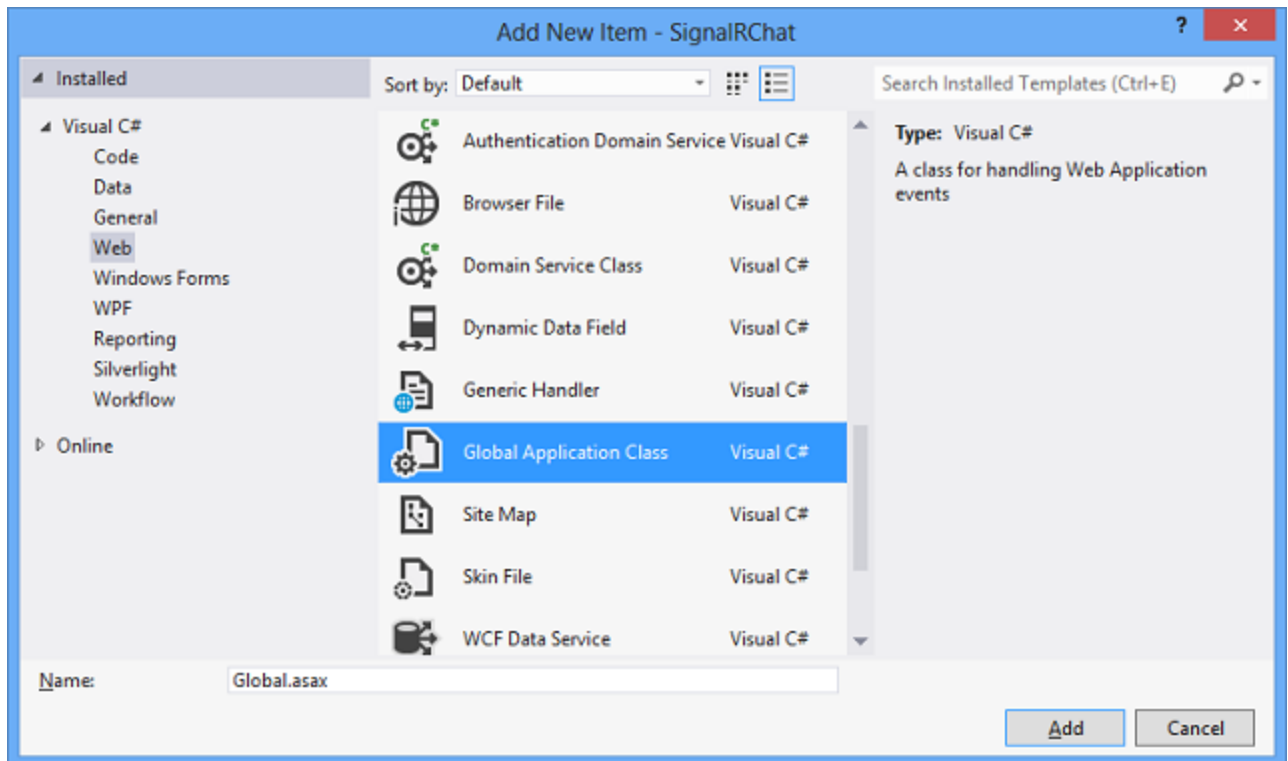 Add New Item - SignalRChat
?
Installed
Sort by: Default
Search Installed Templates (Ctrl+E)
Visual C#
Code
Data
General
Web
Windows Forms
WPF
Reporting
Silverlight
Workflow
Online
C#
Authentication Domain Service Visual C#
Browser File Visual C#
C#
Domain Service Class Visual C#
Dynamic Data Field Visual C#
Generic Handler Visual C#
Global Application Class Visual C#
Site Map Visual C#
Skin File Visual C#
WCF Data Service Visual C#
Type: Visual C#
A class for handling Web Application
events
Name: Global.asax
Add Cancel